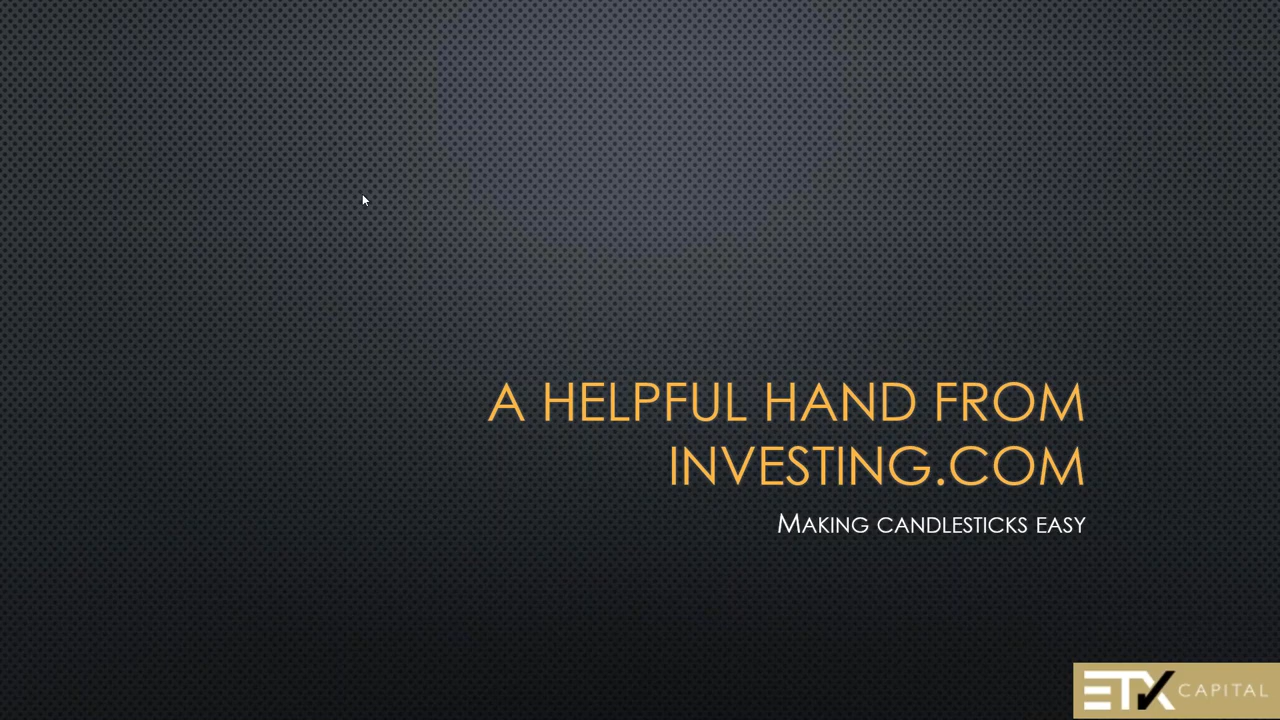 A HELPFUL HAND FROM
INVESTING.COM
MAKING CANDLESTICKS EASY
ETX CAPITAL